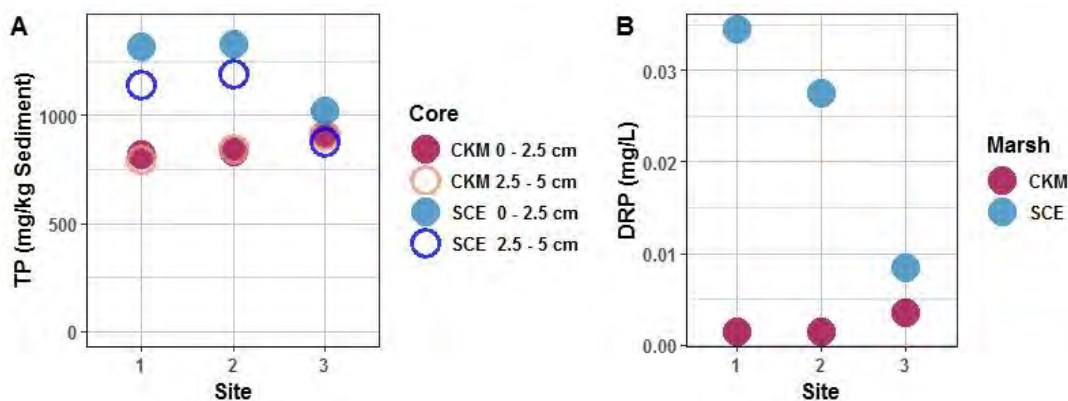 A
TP (mg/kg Sediment)
1000
500
0
1 2 3
Site
Core
CKM 0 - 2.5 cm
CKM 2.5 - 5 cm
SCE 0 - 2.5 cm
SCE 2.5 - 5 cm
B
DRP (mg/L)
0.03
0.02
0.01
0.00
1 2 3
Site
Marsh
CKM
SCE